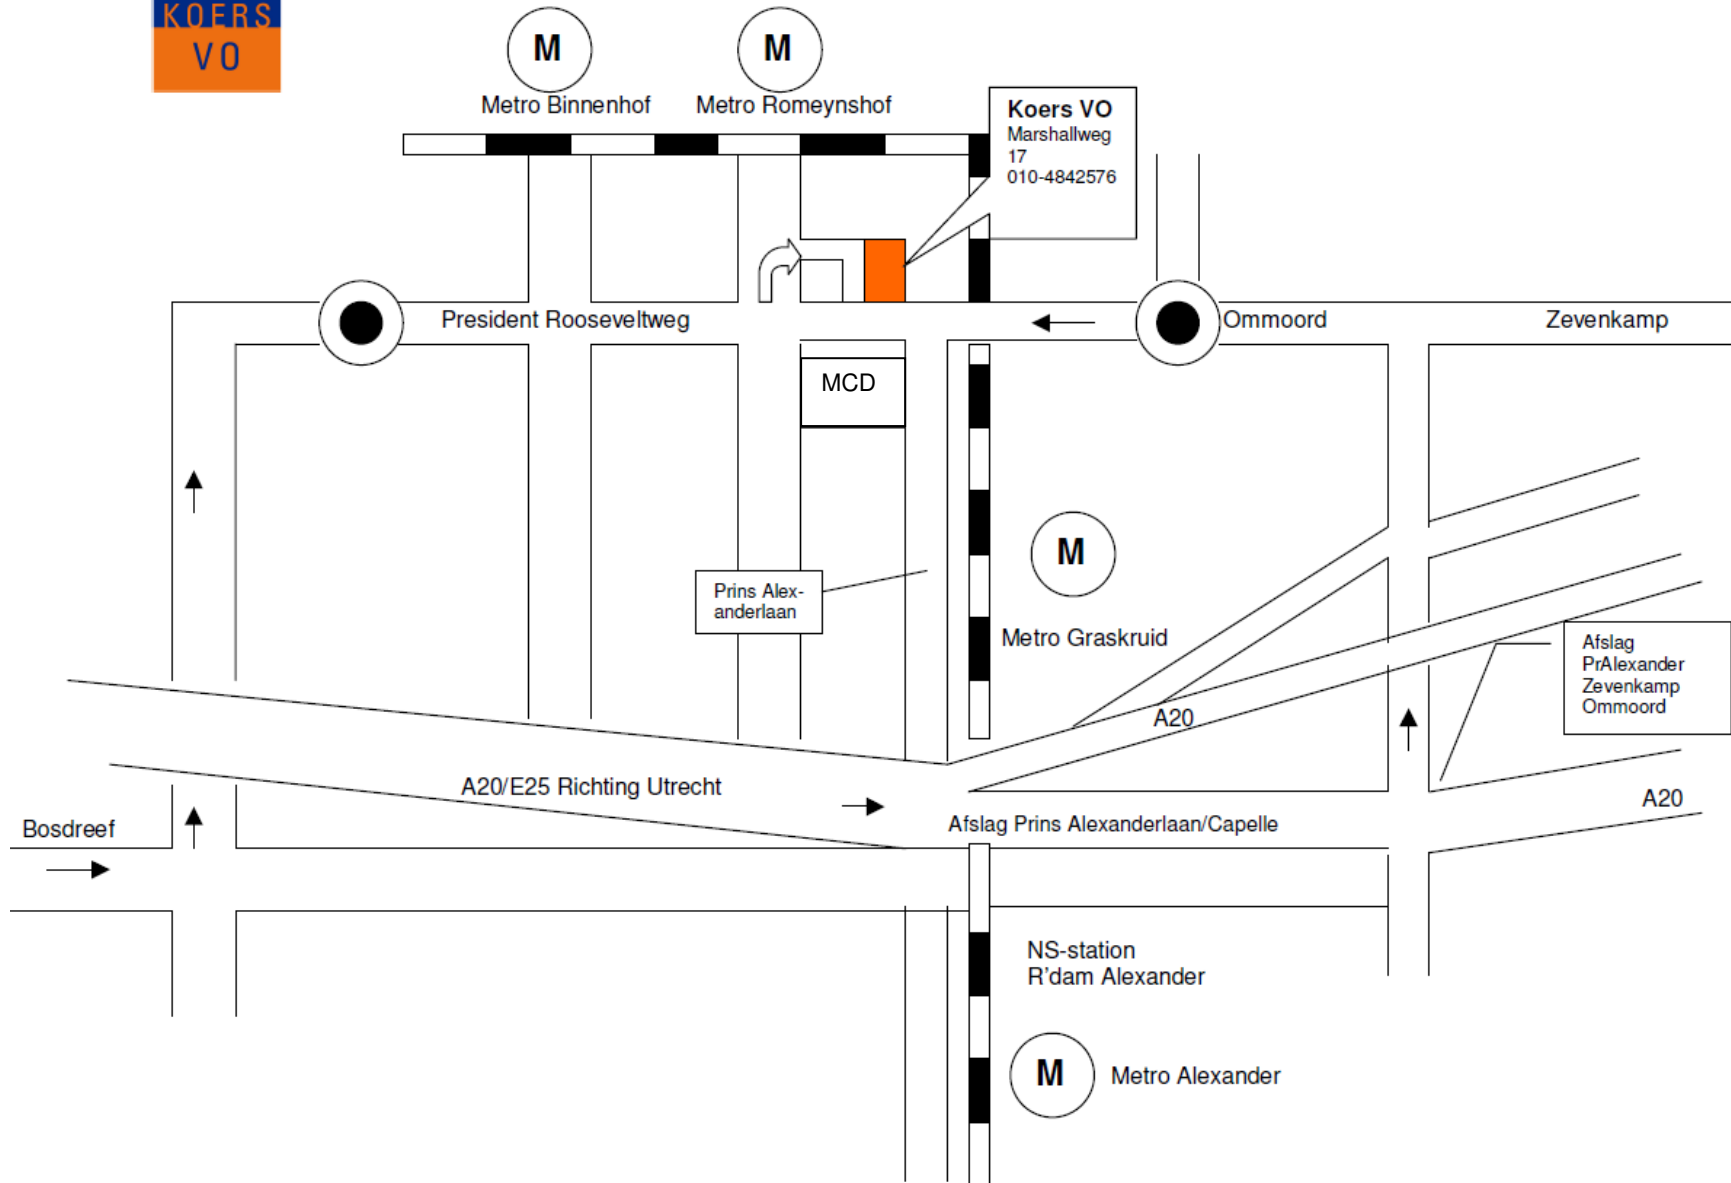 KOERS
VO
M
M
Metro Binnenhof
Metro Romeynshof
Koers VO
Marshallweg
17
010-4842576
President Rooseveltweg
Ommoord
Zevenkamp
MCD
M
Prins Alex-
anderlaan
Metro Graskruid
Afslag
PrAlexander
Zevenkamp
Ommoord
A20
A20/E25 Richting Utrecht
A20
Bosdreef
Afslag Prins Alexanderlaan/Capelle
NS-station
R'dam Alexander
M
Metro Alexander